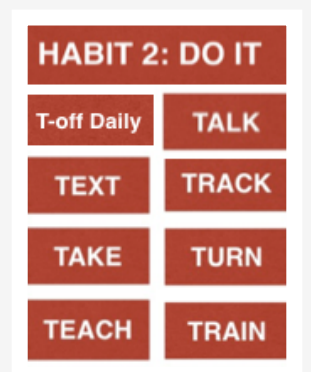 HABIT 2: DO IT
T-off Daily
TALK
TEXT
TRACK
TAKE
TURN
TEACH
TRAIN